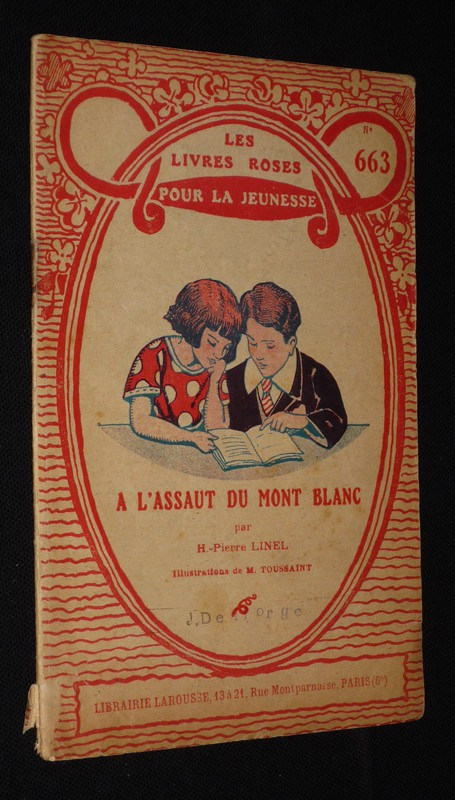 LES
LIVRES ROSES
POUR LA JEUNESSE
N°
663
A L'ASSAUT DU MONT BLANC
par
H.-Pierre LINEL
Illustrations de M. TOUSSAINT
LIBRAIRIE LAROUSSE, 13 à 21, Rue Montparnasse, PARIS (6e)